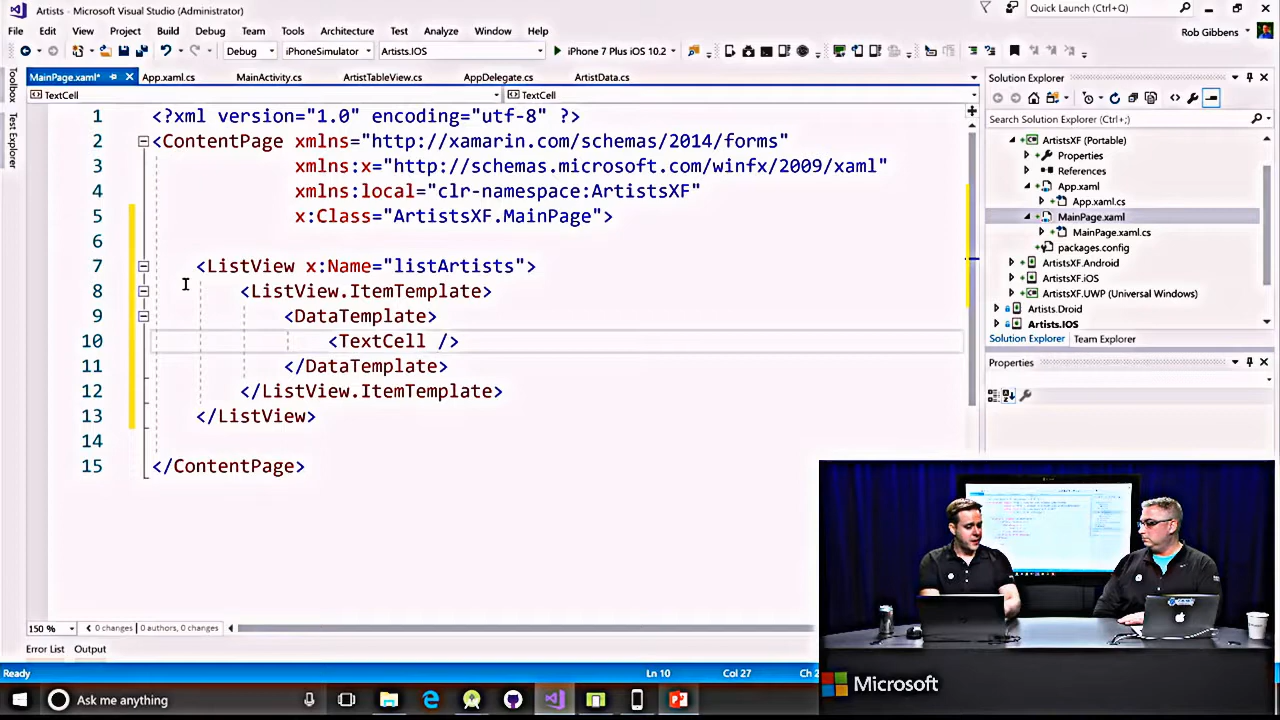 Artists - Microsoft Visual Studio (Administrator)
Quick Launch (Ctrl+Q)
File Edit View Project Build Debug Team Tools Architecture Test Analyze Window Help
Rob Gibbens
Debug iPhoneSimulator Artists.IOS iPhone 7 Plus iOS 10.2
MainPage.xaml* App.xaml.cs MainActivity.cs ArtistTableView.cs AppDelegate.cs ArtistData.cs
Toolbox
Test Explorer
TextCell TextCell
1 <?xml version="1.0" encoding="utf-8" ?>
2 <ContentPage xmlns="http://xamarin.com/schemas/2014/forms"
3 xmlns:x="http://schemas.microsoft.com/winfx/2009/xaml"
4 xmlns:local="clr-namespace:ArtistsXF"
5 x:Class="ArtistsXF.MainPage">
6
7 <ListView x:Name="listArtists">
8 <ListView.ItemTemplate>
9 <DataTemplate>
10 <TextCell />
11 </DataTemplate>
12 </ListView.ItemTemplate>
13 </ListView>
14
15 </ContentPage>
150 % 0 changes | 0 authors, 0 changes
Error List Output
Solution Explorer
Search Solution Explorer (Ctrl+;)
ArtistsXF (Portable)
Properties
References
App.xaml
App.xaml.cs
MainPage.xaml
MainPage.xaml.cs
packages.config
ArtistsXF.Android
ArtistsXF.iOS
ArtistsXF.UWP (Universal Windows)
Artists.Droid
Artists.IOS
Solution Explorer Team Explorer
Properties
Ready Ln 10 Col 27 Ch 2
Microsoft
Ask me anything